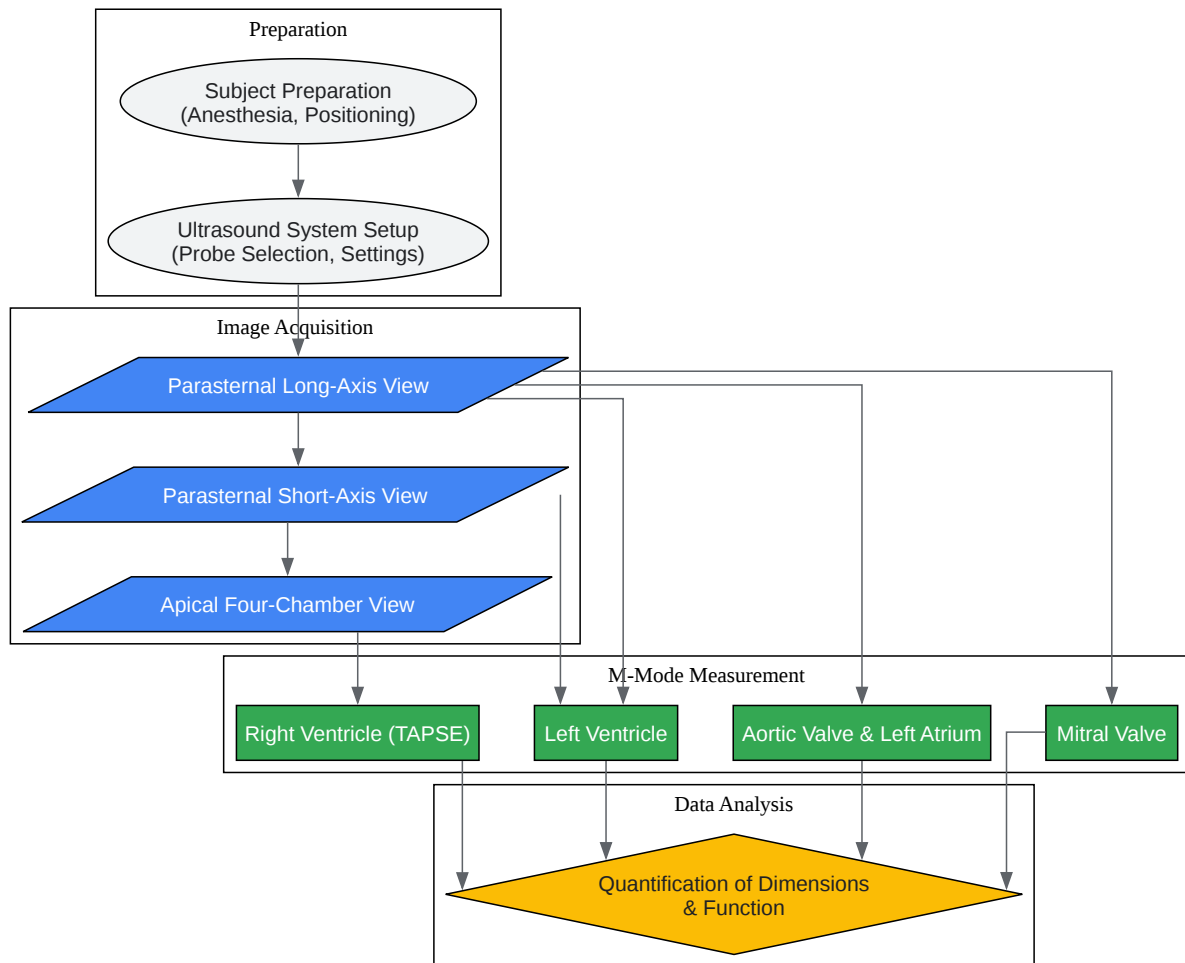 Preparation
Subject Preparation
(Anesthesia, Positioning)
Ultrasound System Setup
(Probe Selection, Settings)
Image Acquisition
Parasternal Long-Axis View
Parasternal Short-Axis View
Apical Four-Chamber View
M-Mode Measurement
Right Ventricle (TAPSE)
Left Ventricle
Aortic Valve & Left Atrium
Mitral Valve
Data Analysis
Quantification of Dimensions
& Function